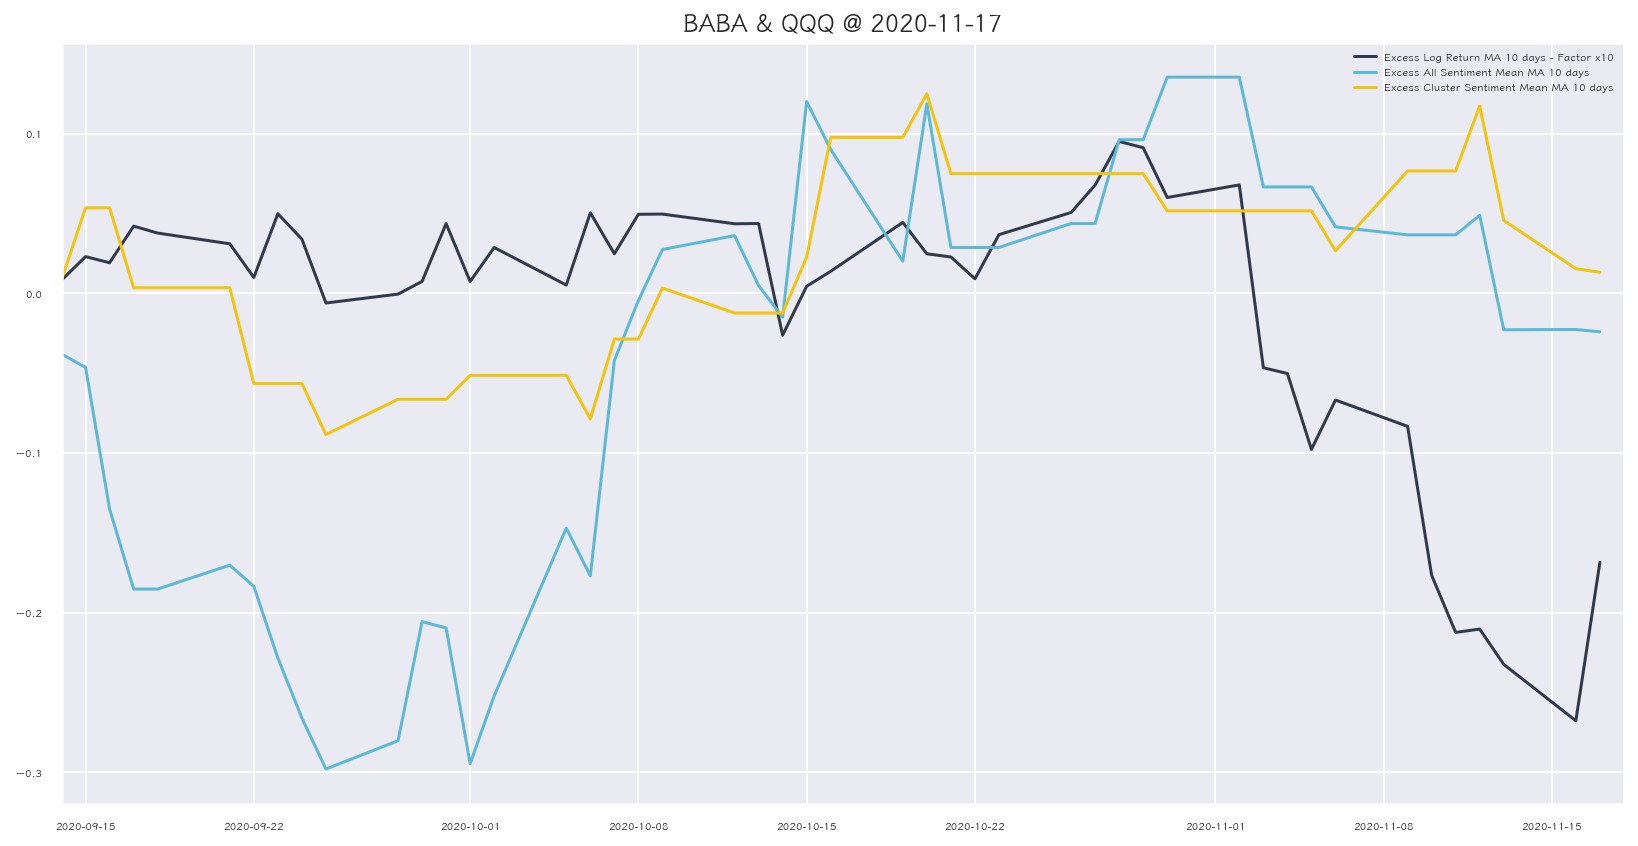 BABA & QQQ @ 2020-11-17
Excess Log Return MA 10 days - Factor x10
Excess All Sentiment Mean MA 10 days
Excess Cluster Sentiment Mean MA 10 days
0.1
0.0
−0.1
−0.2
−0.3
2020-09-15 2020-09-22 2020-10-01 2020-10-08 2020-10-15 2020-10-22 2020-11-01 2020-11-08 2020-11-15